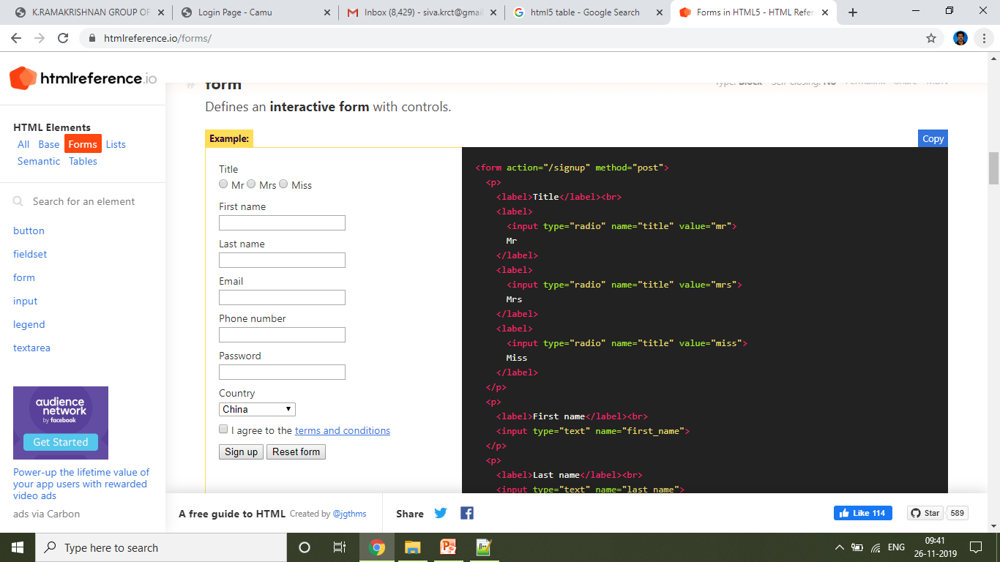 K.RAMAKRISHNAN GROUP OF
Login Page - Camu
Inbox (8,429) - siva.krct@gmail
html5 table - Google Search
Forms in HTML5 - HTML Refer
htmlreference.io/forms/
htmlreference.io
HTML Elements
All Base Forms Lists
Semantic Tables
Search for an element
button
fieldset
form
input
legend
textarea
audience
network
by facebook
Get Started
Power-up the lifetime value of
your app users with rewarded
video ads
ads via Carbon
# form
Type: Block Self-closing: No Permalink Share MDN
Defines an interactive form with controls.
Example:
Copy
Title
Mr Mrs Miss
First name
Last name
Email
Phone number
Password
Country
China
I agree to the terms and conditions
Sign up Reset form
<form action="/signup" method="post">
<p>
<label>Title</label><br>
<label>
<input type="radio" name="title" value="mr">
Mr
</label>
<label>
<input type="radio" name="title" value="mrs">
Mrs
</label>
<label>
<input type="radio" name="title" value="miss">
Miss
</label>
</p>
<p>
<label>First name</label><br>
<input type="text" name="first_name">
</p>
<p>
<label>Last name</label><br>
<input type="text" name="last_name">
A free guide to HTML Created by @jgthms
Share
Like 114
Star 589
Type here to search
ENG
09:41
26-11-2019